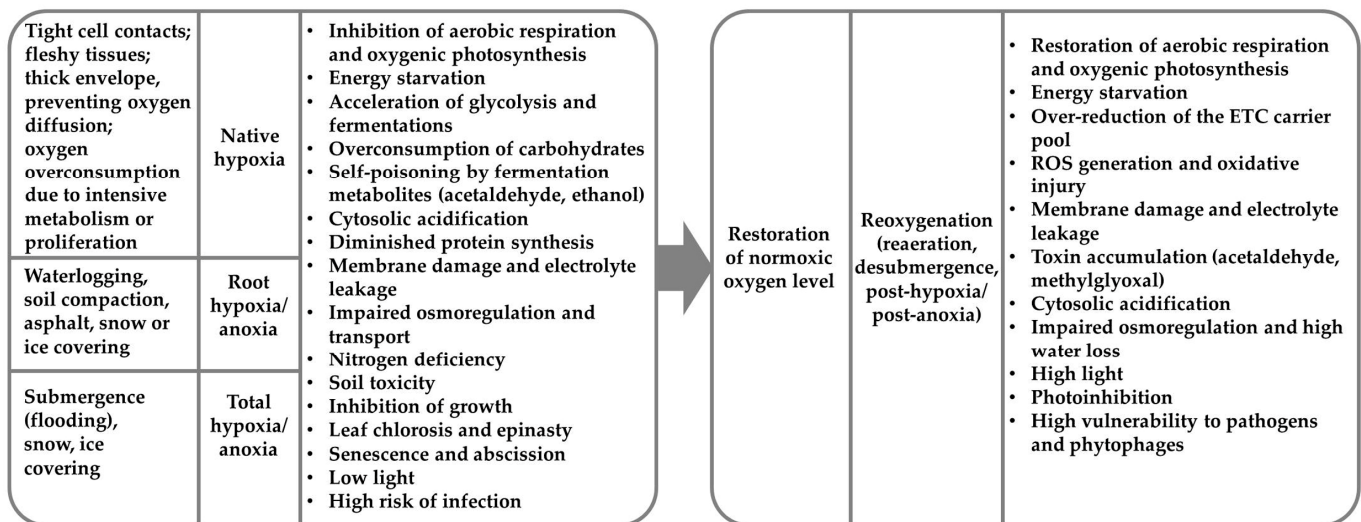 Tight cell contacts;
fleshy tissues;
thick envelope,
preventing oxygen
diffusion;
oxygen
overconsumption
due to intensive
metabolism or
proliferation
Native
hypoxia
Waterlogging,
soil compaction,
asphalt, snow or
ice covering
Root
hypoxia/
anoxia
Submergence
(flooding),
snow, ice
covering
Total
hypoxia/
anoxia
• Inhibition of aerobic respiration
and oxygenic photosynthesis
• Energy starvation
• Acceleration of glycolysis and
fermentations
• Overconsumption of carbohydrates
• Self-poisoning by fermentation
metabolites (acetaldehyde, ethanol)
• Cytosolic acidification
• Diminished protein synthesis
• Membrane damage and electrolyte
leakage
• Impaired osmoregulation and
transport
• Nitrogen deficiency
• Soil toxicity
• Inhibition of growth
• Leaf chlorosis and epinasty
• Senescence and abscission
• Low light
• High risk of infection
Restoration
of normoxic
oxygen level
Reoxygenation
(reaeration,
desubmergence,
post-hypoxia/
post-anoxia)
• Restoration of aerobic respiration
and oxygenic photosynthesis
• Energy starvation
• Over-reduction of the ETC carrier
pool
• ROS generation and oxidative
injury
• Membrane damage and electrolyte
leakage
• Toxin accumulation (acetaldehyde,
methylglyoxal)
• Cytosolic acidification
• Impaired osmoregulation and high
water loss
• High light
• Photoinhibition
• High vulnerability to pathogens
and phytophages